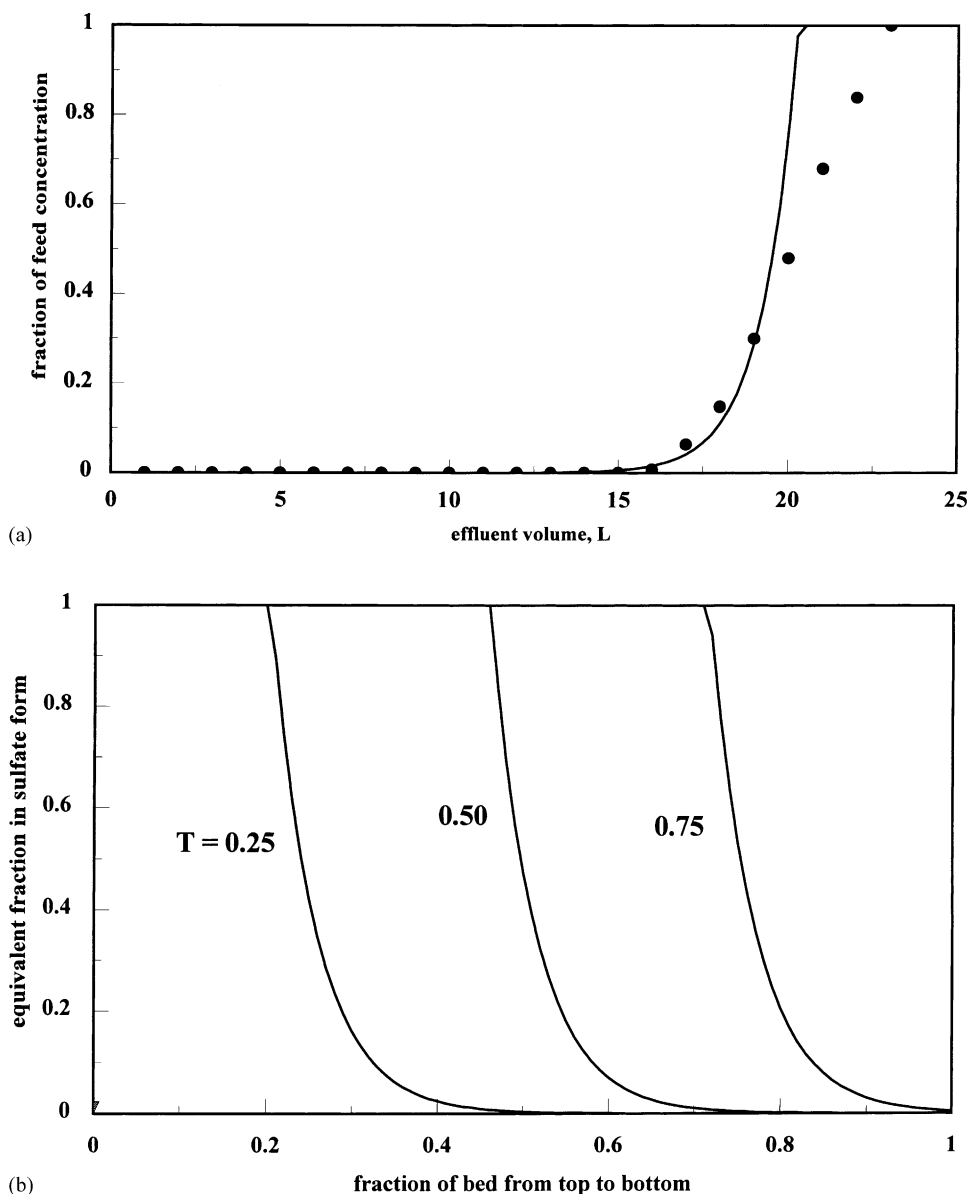 1
0.8
0.6
0.4
0.2
0
fraction of feed concentration
0 5 10 15 20 25
effluent volume, L
(a)
1
0.8
0.6
0.4
0.2
0
equivalent fraction in sulfate form
T = 0.25
0.50
0.75
0 0.2 0.4 0.6 0.8 1
fraction of bed from top to bottom
(b)